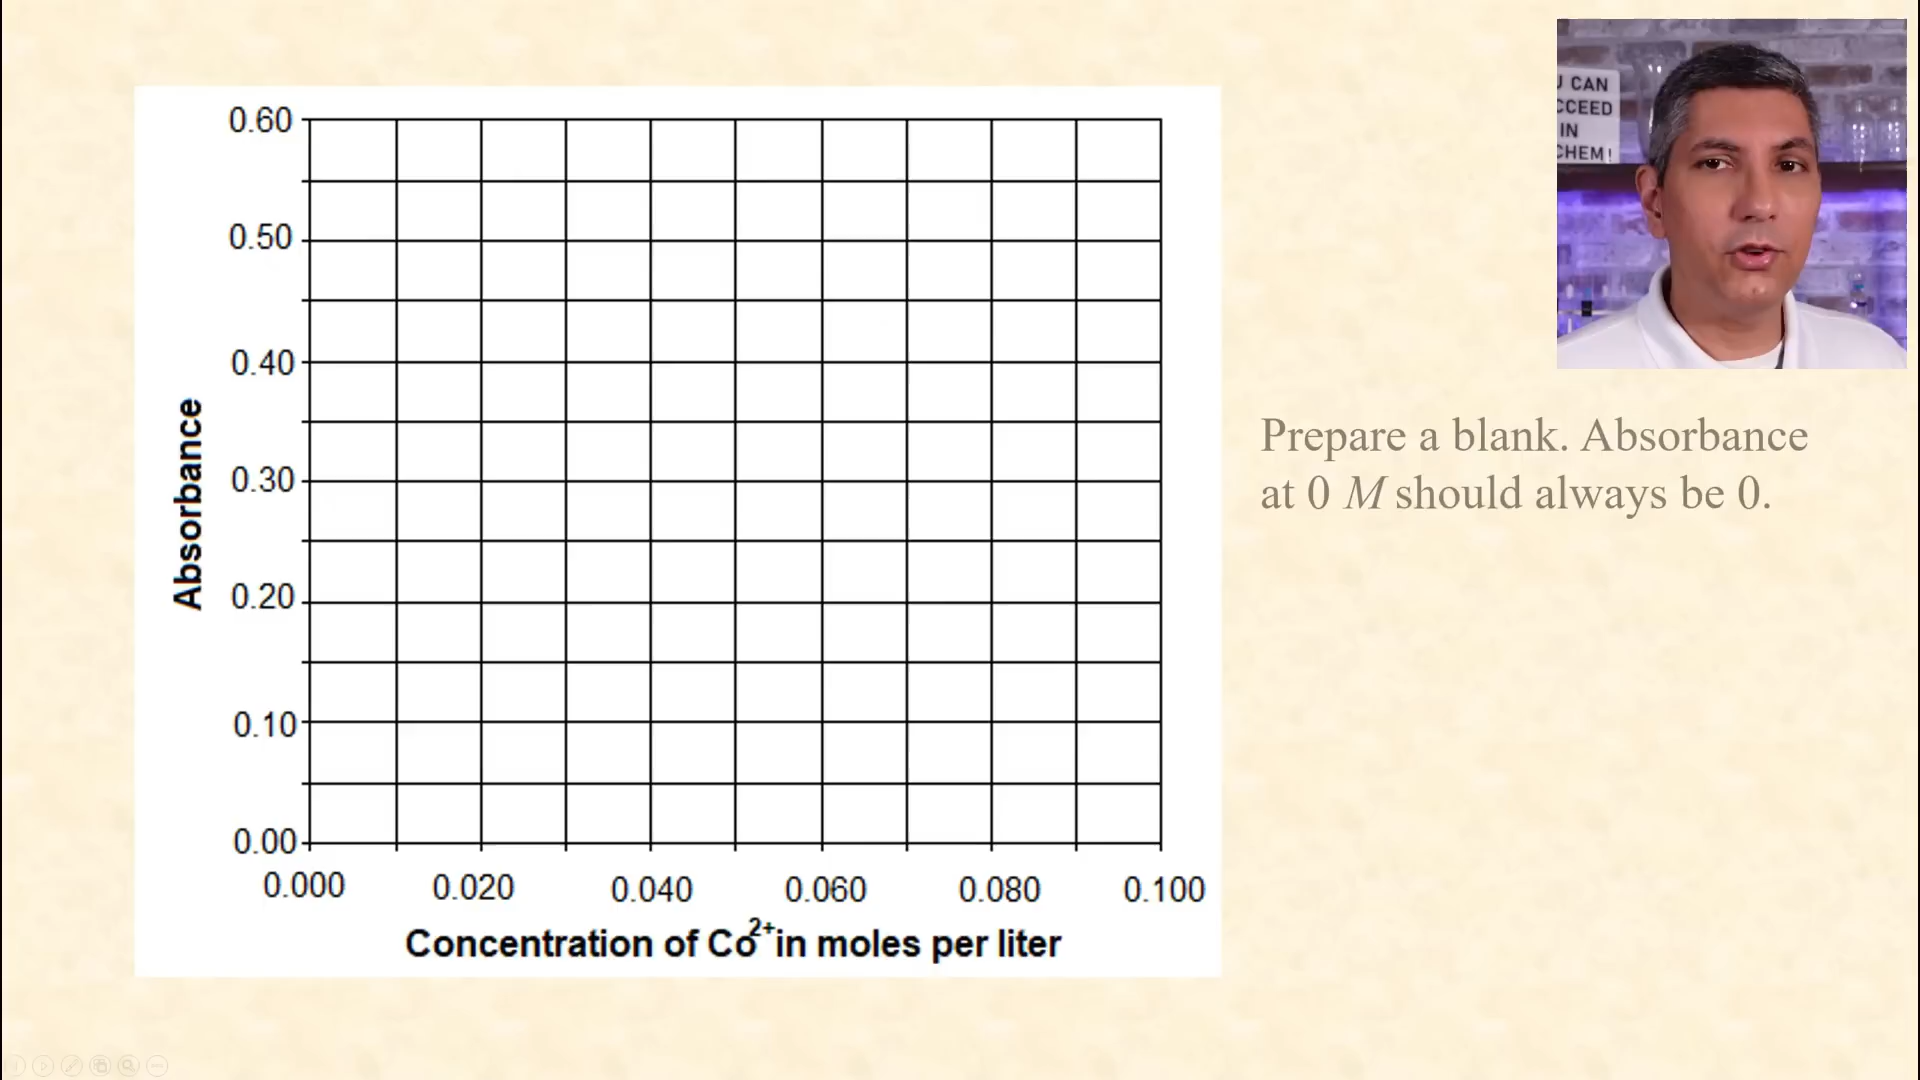 U CAN
CCEED
IN
CHEM!
0.60
0.50
0.40
0.30
0.20
0.10
0.00
Absorbance
0.000 0.020 0.040 0.060 0.080 0.100
Concentration of Co2+ in moles per liter
Prepare a blank. Absorbance
at 0 M should always be 0.